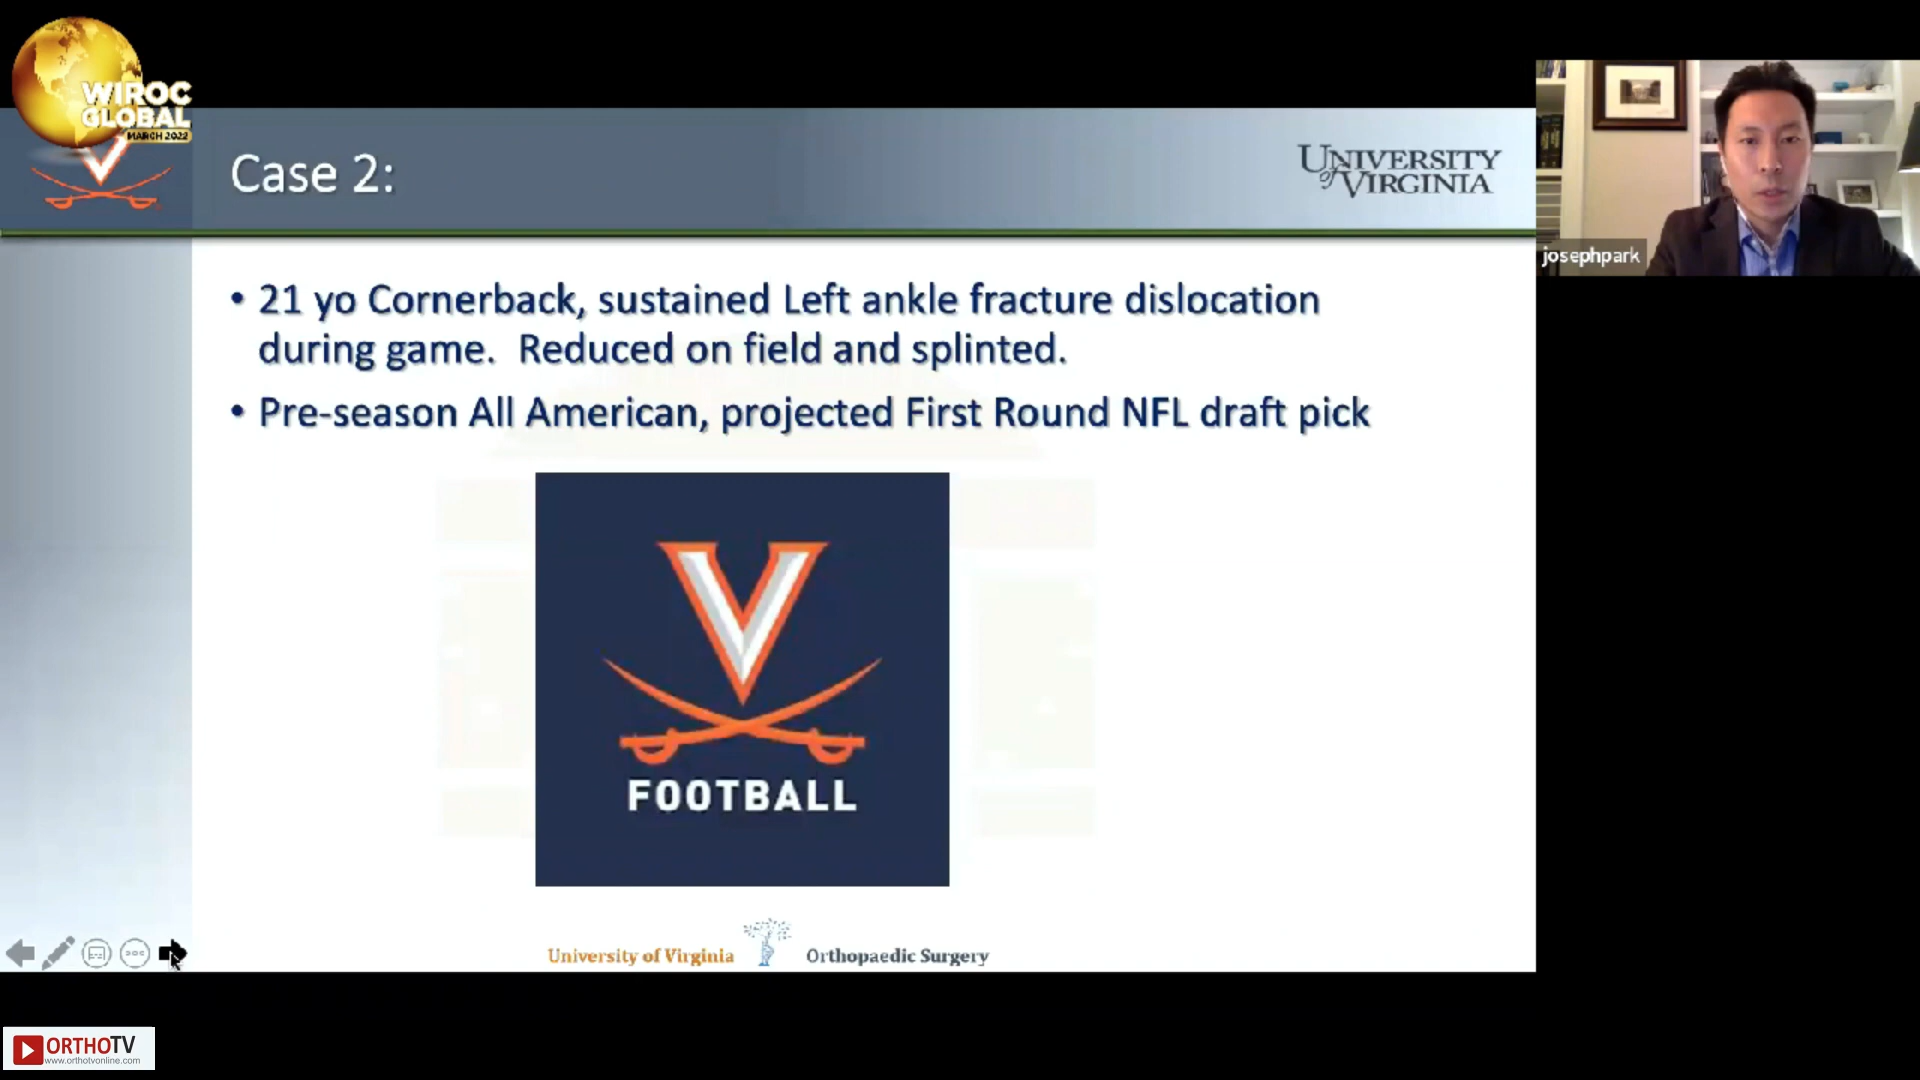 WIROC
GLOBAL
MARCH 2022
Case 2:
UNIVERSITY
of VIRGINIA
josephpark
• 21 yo Cornerback, sustained Left ankle fracture dislocation
during game.  Reduced on field and splinted.
• Pre-season All American, projected First Round NFL draft pick
FOOTBALL
University of Virginia Orthopaedic Surgery
ORTHOTV
www.orthotvonline.com